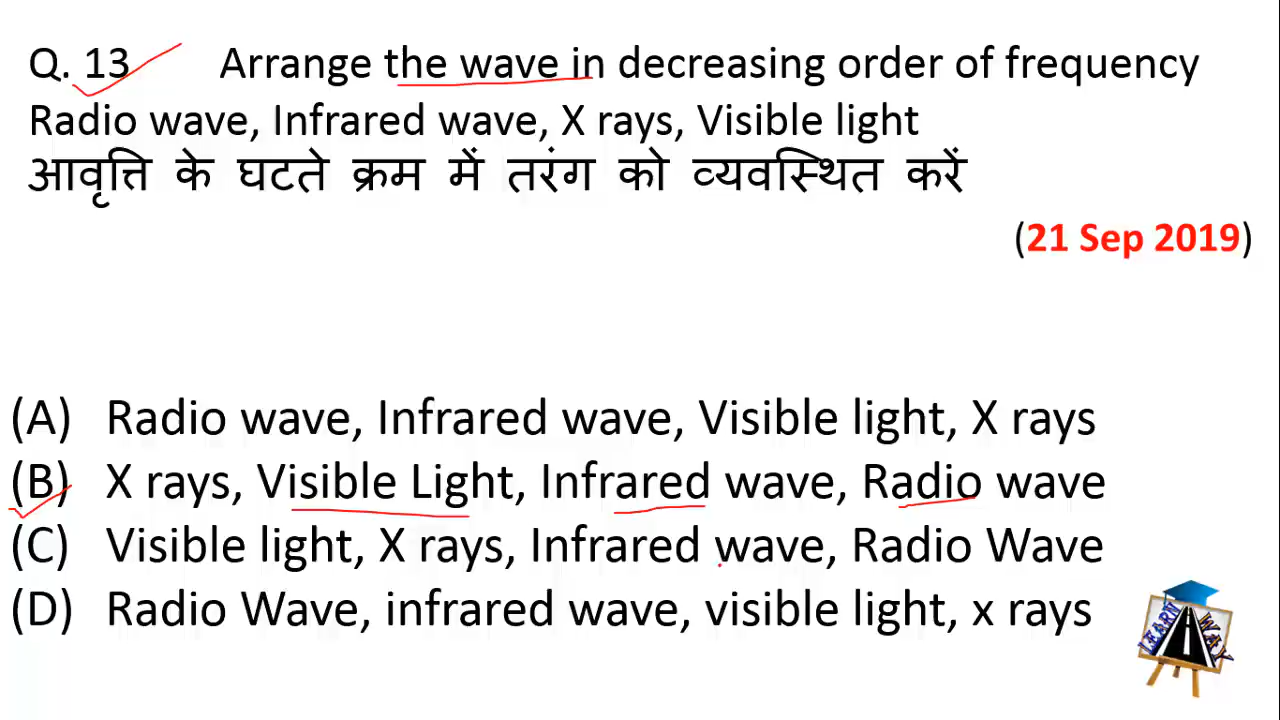 Q. 13 Arrange the wave in decreasing order of frequency
Radio wave, Infrared wave, X rays, Visible light
आवृत्ति के घटते क्रम में तरंग को व्यवस्थित करें
(21 Sep 2019)
(A) Radio wave, Infrared wave, Visible light, X rays
(B) X rays, Visible Light, Infrared wave, Radio wave
(C) Visible light, X rays, Infrared wave, Radio Wave
(D) Radio Wave, infrared wave, visible light, x rays
LEARN WAY